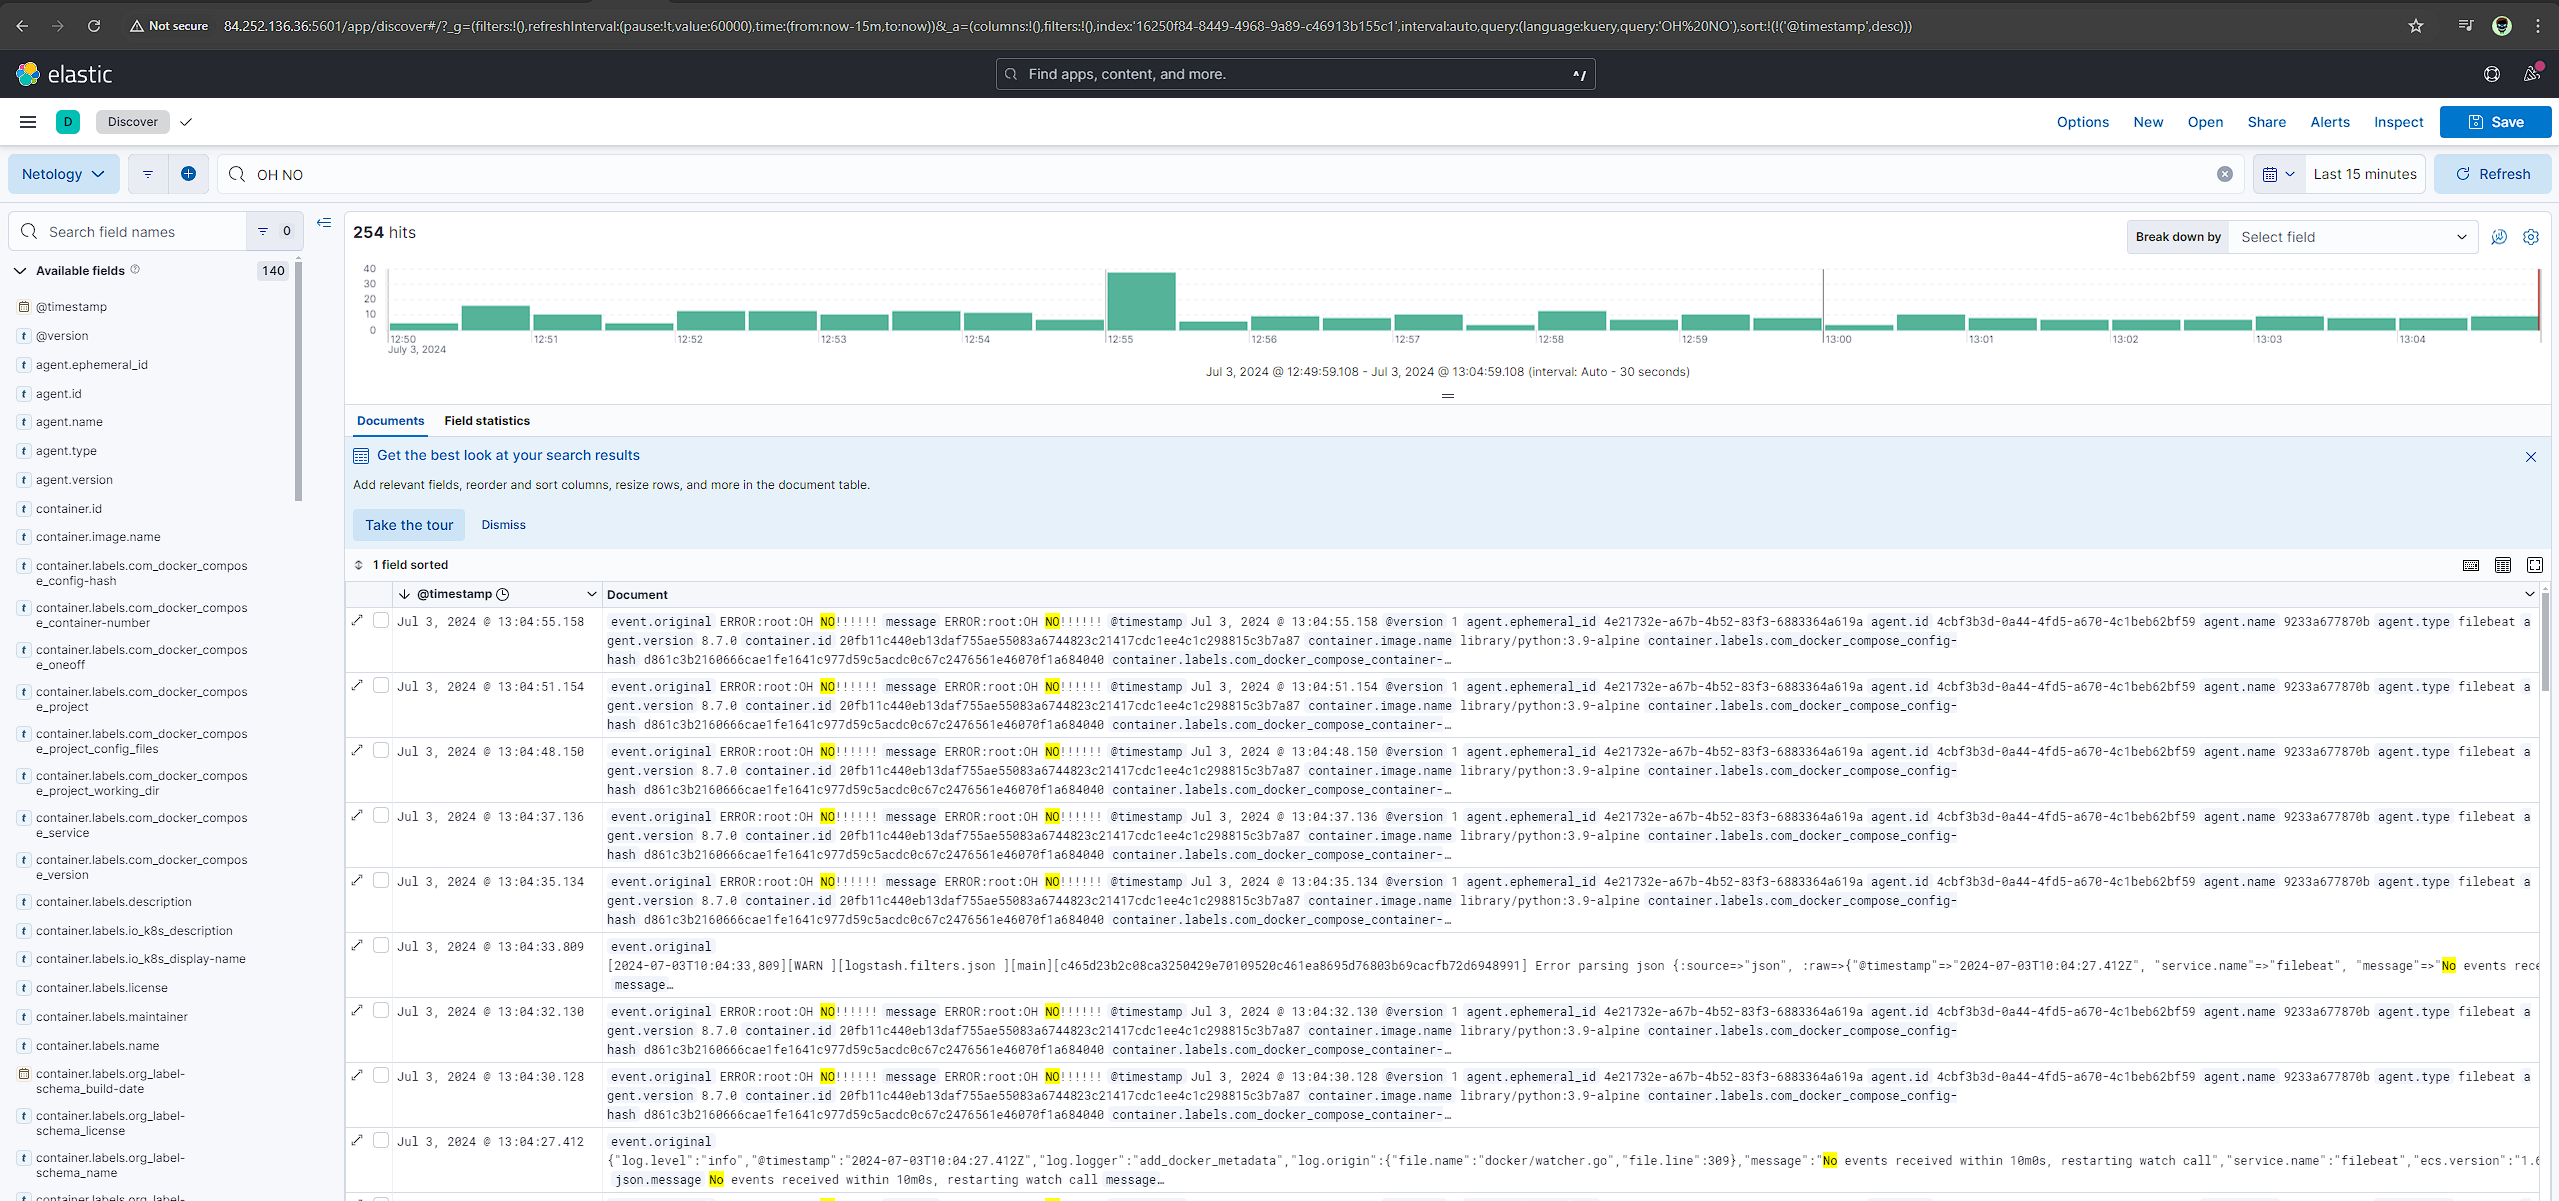 Not secure 84.252.136.36:5601/app/discover#/?_g=(filters:!(),refreshInterval:(pause:!t,value:60000),time:(from:now-15m,to:now))&_a=(columns:!(),filters:!(),index:'16250f84-8449-4968-9a89-c46913b155c1',interval:auto,query:(language:kuery,query:'OH%20NO'),sort:!(!('@timestamp',desc)))
elastic
Find apps, content, and more.
^/
D Discover
Options New Open Share Alerts Inspect Save
Netology
OH NO
Last 15 minutes
Refresh
Search field names
0
Available fields
140
@timestamp
@version
agent.ephemeral_id
agent.id
agent.name
agent.type
agent.version
container.id
container.image.name
container.labels.com_docker_compos
e_config-hash
container.labels.com_docker_compos
e_container-number
container.labels.com_docker_compos
e_oneoff
container.labels.com_docker_compos
e_project
container.labels.com_docker_compos
e_project_config_files
container.labels.com_docker_compos
e_project_working_dir
container.labels.com_docker_compos
e_service
container.labels.com_docker_compos
e_version
container.labels.description
container.labels.io_k8s_description
container.labels.io_k8s_display-name
container.labels.license
container.labels.maintainer
container.labels.name
container.labels.org_label-
schema_build-date
container.labels.org_label-
schema_license
container.labels.org_label-
schema_name
254 hits
Break down by Select field
40
30
20
10
0
12:50 12:51 12:52 12:53 12:54 12:55 12:56 12:57 12:58 12:59 13:00 13:01 13:02 13:03 13:04
July 3, 2024
Jul 3, 2024 @ 12:49:59.108 - Jul 3, 2024 @ 13:04:59.108 (interval: Auto - 30 seconds)
Documents Field statistics
Get the best look at your search results
Add relevant fields, reorder and sort columns, resize rows, and more in the document table.
Take the tour Dismiss
1 field sorted
@timestamp Document
Jul 3, 2024 @ 13:04:55.158 event.original ERROR:root:OH NO!!!!!! message ERROR:root:OH NO!!!!!! @timestamp Jul 3, 2024 @ 13:04:55.158 @version 1 agent.ephemeral_id 4e21732e-a67b-4b52-83f3-6883364a619a agent.id 4cbf3b3d-0a44-4fd5-a670-4c1beb62bf59 agent.name 9233a677870b agent.type filebeat a
gent.version 8.7.0 container.id 20fb11c440eb13daf755ae55083a6744823c21417cdc1ee4c1c298815c3b7a87 container.image.name library/python:3.9-alpine container.labels.com_docker_compose_config-
hash d861c3b2160666cae1fe1641c977d59c5acdc0c67c2476561e46070f1a684040 container.labels.com_docker_compose_container-…
Jul 3, 2024 @ 13:04:51.154 event.original ERROR:root:OH NO!!!!!! message ERROR:root:OH NO!!!!!! @timestamp Jul 3, 2024 @ 13:04:51.154 @version 1 agent.ephemeral_id 4e21732e-a67b-4b52-83f3-6883364a619a agent.id 4cbf3b3d-0a44-4fd5-a670-4c1beb62bf59 agent.name 9233a677870b agent.type filebeat a
gent.version 8.7.0 container.id 20fb11c440eb13daf755ae55083a6744823c21417cdc1ee4c1c298815c3b7a87 container.image.name library/python:3.9-alpine container.labels.com_docker_compose_config-
hash d861c3b2160666cae1fe1641c977d59c5acdc0c67c2476561e46070f1a684040 container.labels.com_docker_compose_container-…
Jul 3, 2024 @ 13:04:48.150 event.original ERROR:root:OH NO!!!!!! message ERROR:root:OH NO!!!!!! @timestamp Jul 3, 2024 @ 13:04:48.150 @version 1 agent.ephemeral_id 4e21732e-a67b-4b52-83f3-6883364a619a agent.id 4cbf3b3d-0a44-4fd5-a670-4c1beb62bf59 agent.name 9233a677870b agent.type filebeat a
gent.version 8.7.0 container.id 20fb11c440eb13daf755ae55083a6744823c21417cdc1ee4c1c298815c3b7a87 container.image.name library/python:3.9-alpine container.labels.com_docker_compose_config-
hash d861c3b2160666cae1fe1641c977d59c5acdc0c67c2476561e46070f1a684040 container.labels.com_docker_compose_container-…
Jul 3, 2024 @ 13:04:37.136 event.original ERROR:root:OH NO!!!!!! message ERROR:root:OH NO!!!!!! @timestamp Jul 3, 2024 @ 13:04:37.136 @version 1 agent.ephemeral_id 4e21732e-a67b-4b52-83f3-6883364a619a agent.id 4cbf3b3d-0a44-4fd5-a670-4c1beb62bf59 agent.name 9233a677870b agent.type filebeat a
gent.version 8.7.0 container.id 20fb11c440eb13daf755ae55083a6744823c21417cdc1ee4c1c298815c3b7a87 container.image.name library/python:3.9-alpine container.labels.com_docker_compose_config-
hash d861c3b2160666cae1fe1641c977d59c5acdc0c67c2476561e46070f1a684040 container.labels.com_docker_compose_container-…
Jul 3, 2024 @ 13:04:35.134 event.original ERROR:root:OH NO!!!!!! message ERROR:root:OH NO!!!!!! @timestamp Jul 3, 2024 @ 13:04:35.134 @version 1 agent.ephemeral_id 4e21732e-a67b-4b52-83f3-6883364a619a agent.id 4cbf3b3d-0a44-4fd5-a670-4c1beb62bf59 agent.name 9233a677870b agent.type filebeat a
gent.version 8.7.0 container.id 20fb11c440eb13daf755ae55083a6744823c21417cdc1ee4c1c298815c3b7a87 container.image.name library/python:3.9-alpine container.labels.com_docker_compose_config-
hash d861c3b2160666cae1fe1641c977d59c5acdc0c67c2476561e46070f1a684040 container.labels.com_docker_compose_container-…
Jul 3, 2024 @ 13:04:33.809 event.original
[2024-07-03T10:04:33,809][WARN ][logstash.filters.json ][main][c465d23b2c08ca3250429e70109520c461ea8695d76803b69cacfb72d6948991] Error parsing json {:source=>"json", :raw=>{"@timestamp"=>"2024-07-03T10:04:27.412Z", "service.name"=>"filebeat", "message"=>"No events rece
message…
Jul 3, 2024 @ 13:04:32.130 event.original ERROR:root:OH NO!!!!!! message ERROR:root:OH NO!!!!!! @timestamp Jul 3, 2024 @ 13:04:32.130 @version 1 agent.ephemeral_id 4e21732e-a67b-4b52-83f3-6883364a619a agent.id 4cbf3b3d-0a44-4fd5-a670-4c1beb62bf59 agent.name 9233a677870b agent.type filebeat a
gent.version 8.7.0 container.id 20fb11c440eb13daf755ae55083a6744823c21417cdc1ee4c1c298815c3b7a87 container.image.name library/python:3.9-alpine container.labels.com_docker_compose_config-
hash d861c3b2160666cae1fe1641c977d59c5acdc0c67c2476561e46070f1a684040 container.labels.com_docker_compose_container-…
Jul 3, 2024 @ 13:04:30.128 event.original ERROR:root:OH NO!!!!!! message ERROR:root:OH NO!!!!!! @timestamp Jul 3, 2024 @ 13:04:30.128 @version 1 agent.ephemeral_id 4e21732e-a67b-4b52-83f3-6883364a619a agent.id 4cbf3b3d-0a44-4fd5-a670-4c1beb62bf59 agent.name 9233a677870b agent.type filebeat a
gent.version 8.7.0 container.id 20fb11c440eb13daf755ae55083a6744823c21417cdc1ee4c1c298815c3b7a87 container.image.name library/python:3.9-alpine container.labels.com_docker_compose_config-
hash d861c3b2160666cae1fe1641c977d59c5acdc0c67c2476561e46070f1a684040 container.labels.com_docker_compose_container-…
Jul 3, 2024 @ 13:04:27.412 event.original
{"log.level":"info","@timestamp":"2024-07-03T10:04:27.412Z","log.logger":"add_docker_metadata","log.origin":{"file.name":"docker/watcher.go","file.line":309},"message":"No events received within 10m0s, restarting watch call","service.name":"filebeat","ecs.version":"1.6
json.message No events received within 10m0s, restarting watch call message…